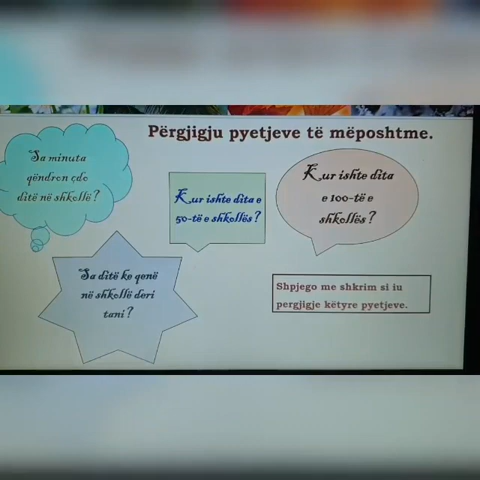 Përgjigju pyetjeve të mëposhtme.
Sa minuta
qëndron çdo
ditë në shkollë?
Kur ishte dita e
50-të e shkollës?
Kur ishte dita
e 100-të e
shkollës?
Sa ditë ke qenë
në shkollë deri
tani?
Shpjego me shkrim si iu
pergjigje këtyre pyetjeve.